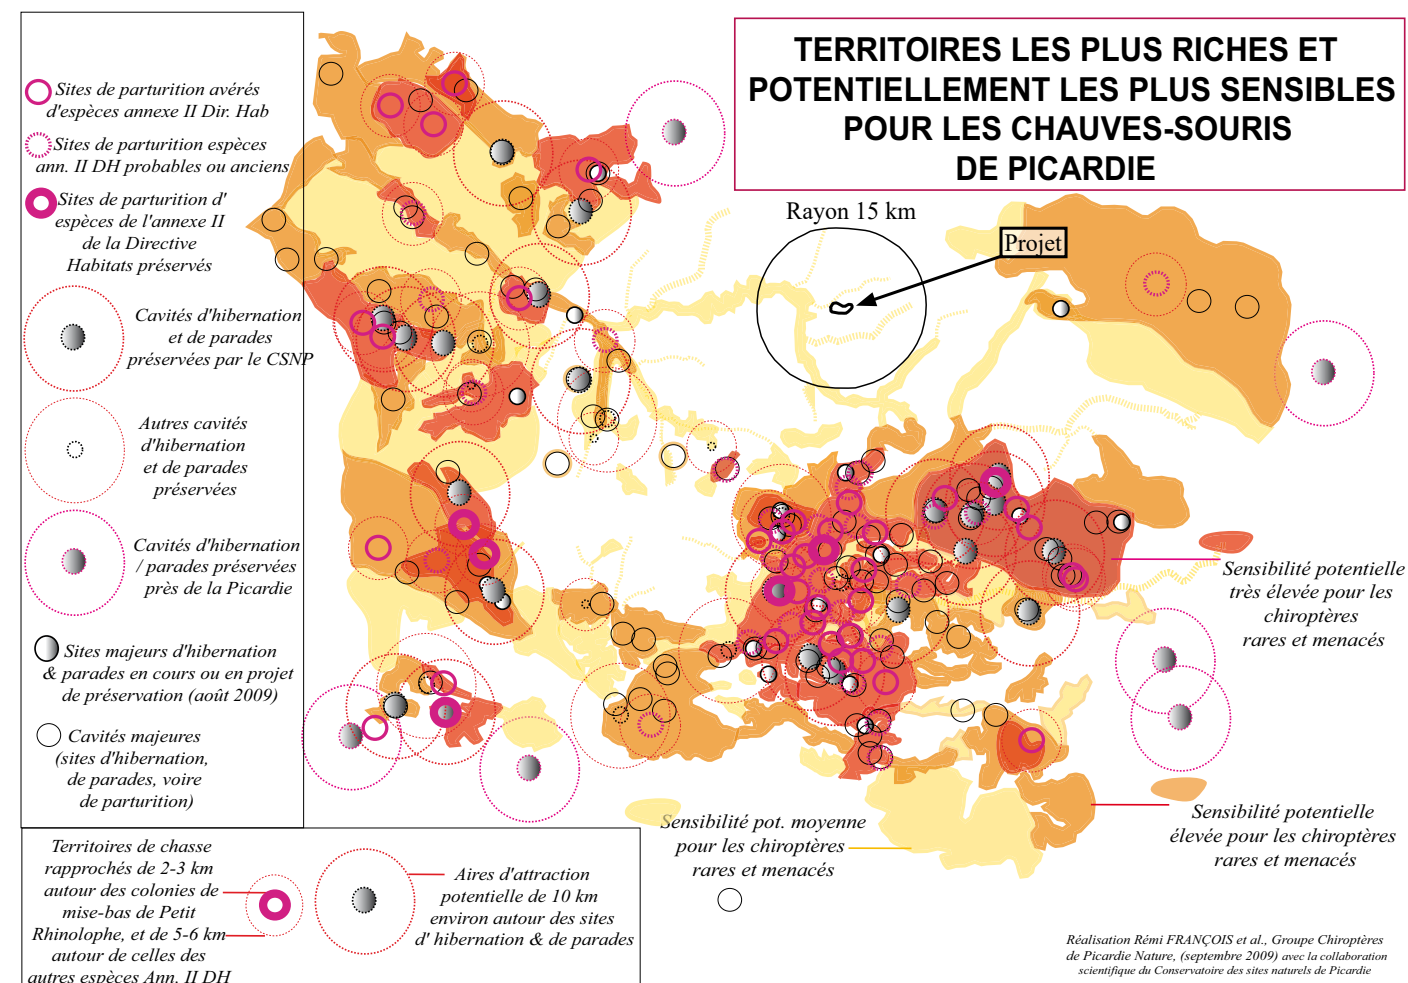 TERRITOIRES LES PLUS RICHES ET
POTENTIELLEMENT LES PLUS SENSIBLES
POUR LES CHAUVES-SOURIS
DE PICARDIE
Sites de parturition avérés
d'espèces annexe II Dir. Hab
Sites de parturition espèces
ann. II DH probables ou anciens
Sites de parturition d'
espèces de l'annexe II
de la Directive
Habitats préservés
Cavités d'hibernation
et de parades
préservées par le CSNP
Autres cavités
d'hibernation
et de parades
préservées
Cavités d'hibernation
/ parades préservées
près de la Picardie
Sites majeurs d'hibernation
& parades en cours ou en projet
de préservation (août 2009)
Cavités majeures
(sites d'hibernation,
de parades, voire
de parturition)
Rayon 15 km
Projet
Sensibilité potentielle
très élevée pour les
chiroptères
rares et menacés
Sensibilité potentielle
élevée pour les chiroptères
rares et menacés
Sensibilité pot. moyenne
pour les chiroptères
rares et menacés
Territoires de chasse
rapprochés de 2-3 km
autour des colonies de
mise-bas de Petit
Rhinolophe, et de 5-6 km
autour de celles des
autres espèces Ann. II DH
Aires d'attraction
potentielle de 10 km
environ autour des sites
d' hibernation & de parades
Réalisation Rémi FRANÇOIS et al., Groupe Chiroptères
de Picardie Nature, (septembre 2009) avec la collaboration
scientifique du Conservatoire des sites naturels de Picardie